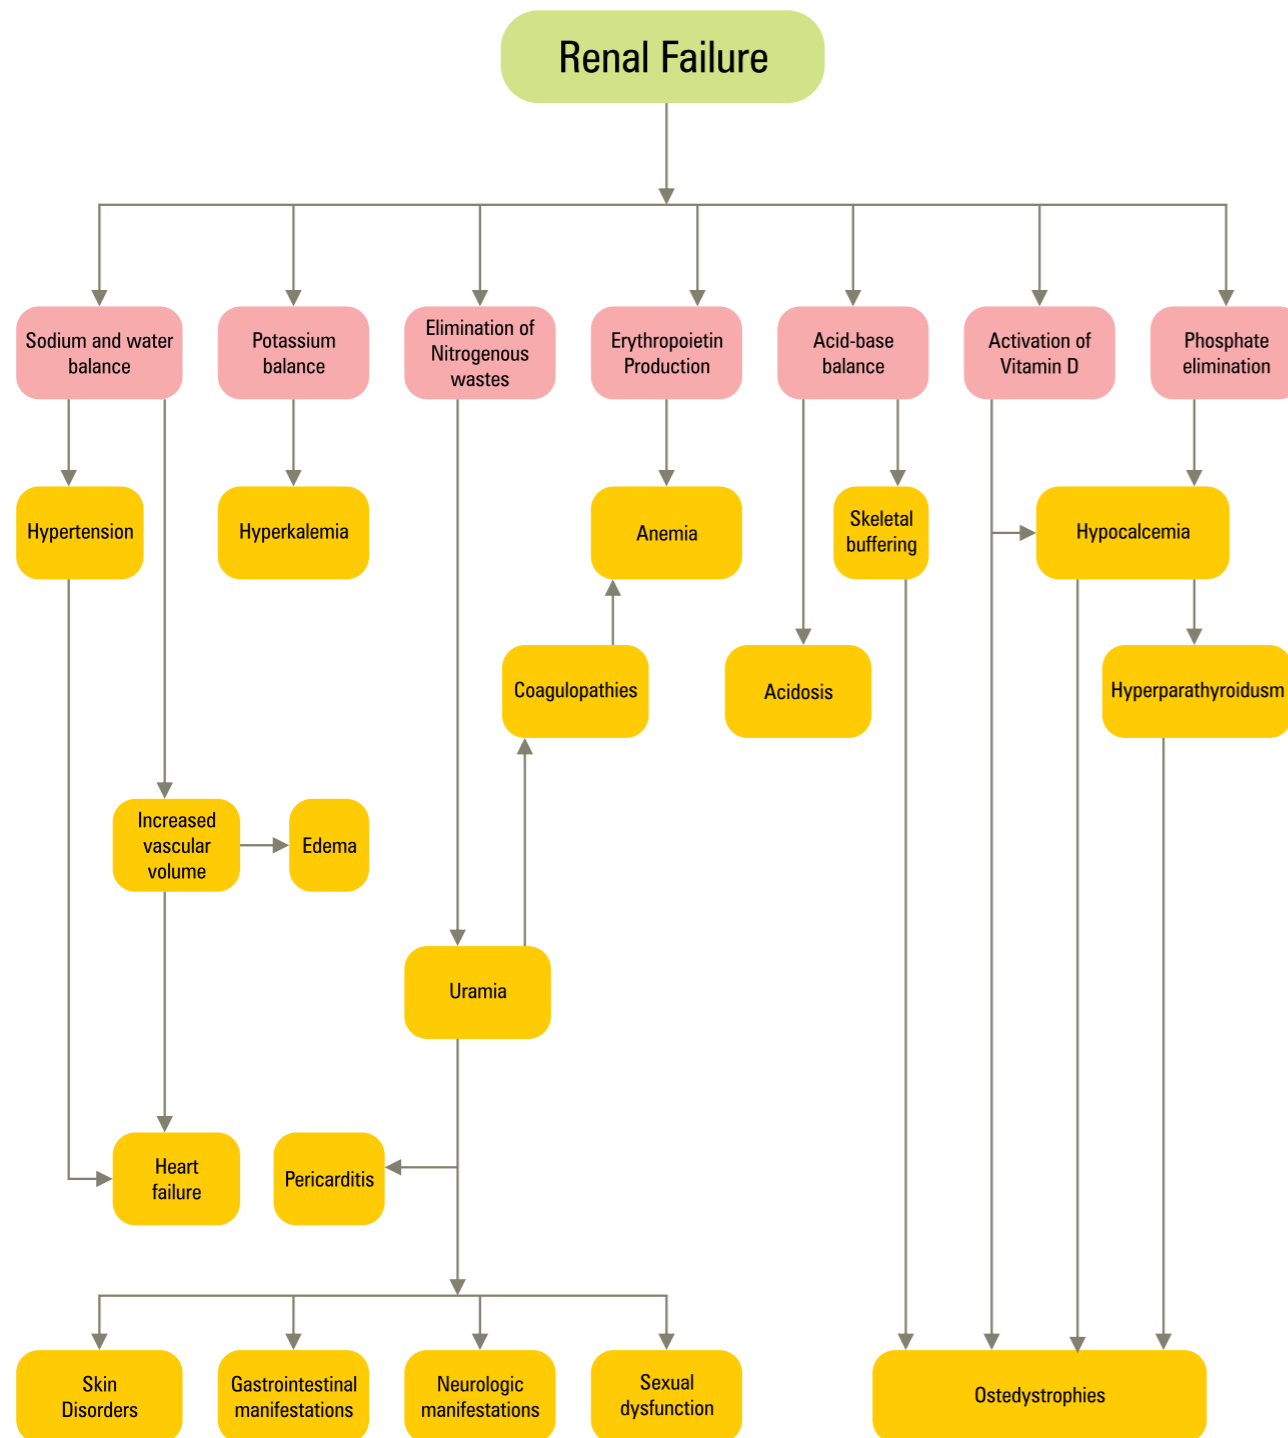 Renal Failure
Sodium and water
balance
Potassium
balance
Elimination of
Nitrogenous
wastes
Erythropoietin
Production
Acid-base
balance
Activation of
Vitamin D
Phosphate
elimination
Hypertension
Hyperkalemia
Anemia
Skeletal
buffering
Hypocalcemia
Coagulopathies
Acidosis
Hyperparathyroidusm
Increased
vascular
volume
Edema
Uramia
Heart
failure
Pericarditis
Skin
Disorders
Gastrointestinal
manifestations
Neurologic
manifestations
Sexual
dysfunction
Ostedystrophies